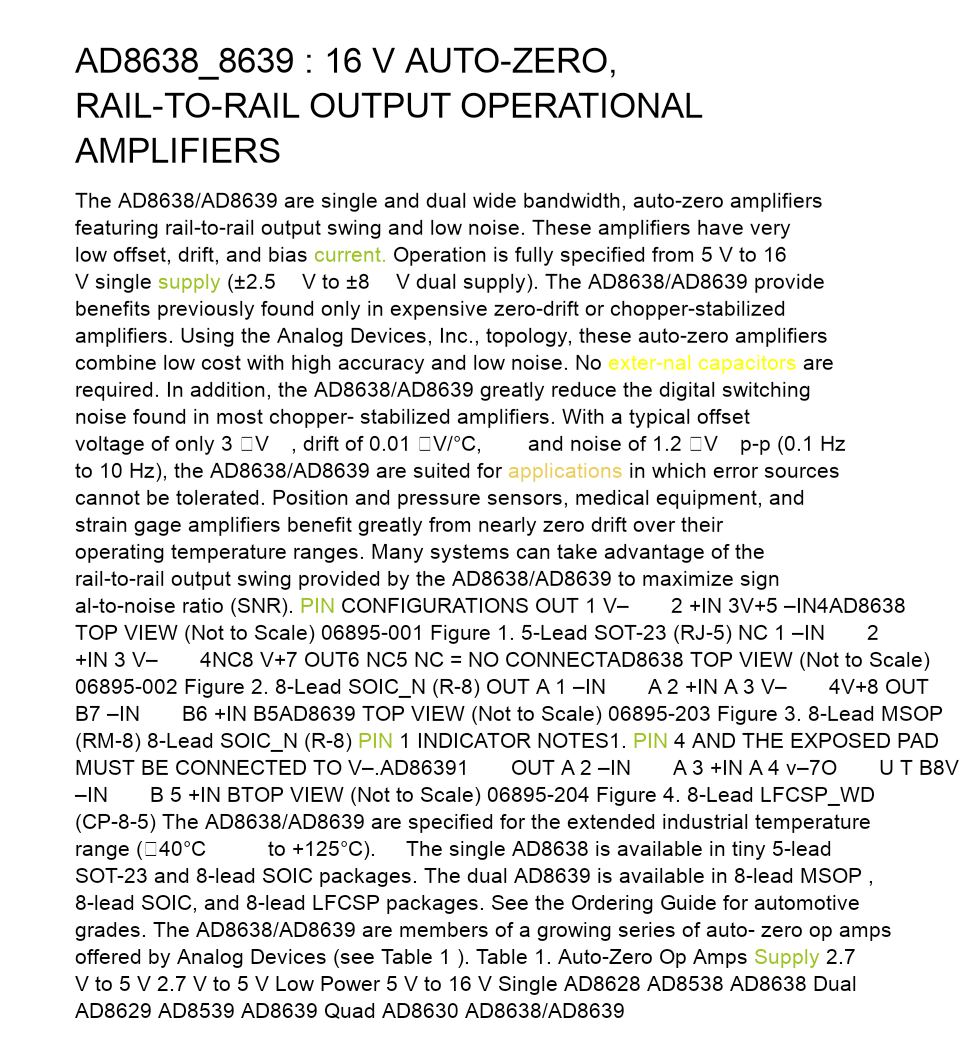 AD8638_8639 : 16 V AUTO-ZERO,
RAIL-TO-RAIL OUTPUT OPERATIONAL
AMPLIFIERS
The AD8638/AD8639 are single and dual wide bandwidth, auto-zero amplifiers
featuring rail-to-rail output swing and low noise. These amplifiers have very
low offset, drift, and bias current. Operation is fully specified from 5 V to 16
V single supply (±2.5 V to ±8 V dual supply). The AD8638/AD8639 provide
benefits previously found only in expensive zero-drift or chopper-stabilized
amplifiers. Using the Analog Devices, Inc., topology, these auto-zero amplifiers
combine low cost with high accuracy and low noise. No exter-nal capacitors are
required. In addition, the AD8638/AD8639 greatly reduce the digital switching
noise found in most chopper- stabilized amplifiers. With a typical offset
voltage of only 3 □V , drift of 0.01 □V/°C, and noise of 1.2 □V p-p (0.1 Hz
to 10 Hz), the AD8638/AD8639 are suited for applications in which error sources
cannot be tolerated. Position and pressure sensors, medical equipment, and
strain gage amplifiers benefit greatly from nearly zero drift over their
operating temperature ranges. Many systems can take advantage of the
rail-to-rail output swing provided by the AD8638/AD8639 to maximize sign
al-to-noise ratio (SNR). PIN CONFIGURATIONS OUT 1 V– 2 +IN 3V+5 –IN4AD8638
TOP VIEW (Not to Scale) 06895-001 Figure 1. 5-Lead SOT-23 (RJ-5) NC 1 –IN 2
+IN 3 V– 4NC8 V+7 OUT6 NC5 NC = NO CONNECTAD8638 TOP VIEW (Not to Scale)
06895-002 Figure 2. 8-Lead SOIC_N (R-8) OUT A 1 –IN A 2 +IN A 3 V– 4V+8 OUT
B7 –IN B6 +IN B5AD8639 TOP VIEW (Not to Scale) 06895-203 Figure 3. 8-Lead MSOP
(RM-8) 8-Lead SOIC_N (R-8) PIN 1 INDICATOR NOTES1. PIN 4 AND THE EXPOSED PAD
MUST BE CONNECTED TO V–.AD86391 OUT A 2 –IN A 3 +IN A 4 v–7O U T B8V
–IN B 5 +IN BTOP VIEW (Not to Scale) 06895-204 Figure 4. 8-Lead LFCSP_WD
(CP-8-5) The AD8638/AD8639 are specified for the extended industrial temperature
range (□40°C to +125°C). The single AD8638 is available in tiny 5-lead
SOT-23 and 8-lead SOIC packages. The dual AD8639 is available in 8-lead MSOP ,
8-lead SOIC, and 8-lead LFCSP packages. See the Ordering Guide for automotive
grades. The AD8638/AD8639 are members of a growing series of auto- zero op amps
offered by Analog Devices (see Table 1 ). Table 1. Auto-Zero Op Amps Supply 2.7
V to 5 V 2.7 V to 5 V Low Power 5 V to 16 V Single AD8628 AD8538 AD8638 Dual
AD8629 AD8539 AD8639 Quad AD8630 AD8638/AD8639